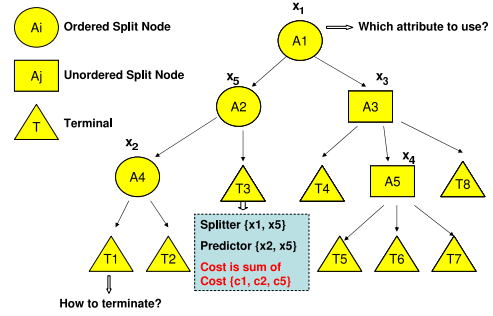 x1
Ai Ordered Split Node
A1
Which attribute to use?
Aj Unordered Split Node
x5
x3
A2
A3
T Terminal
x2
x4
A4
T3
T4
A5
T8
Splitter {x1, x5}
Predictor {x2, x5}
Cost is sum of
Cost {c1, c2, c5}
T1
T2
T5
T6
T7
How to terminate?